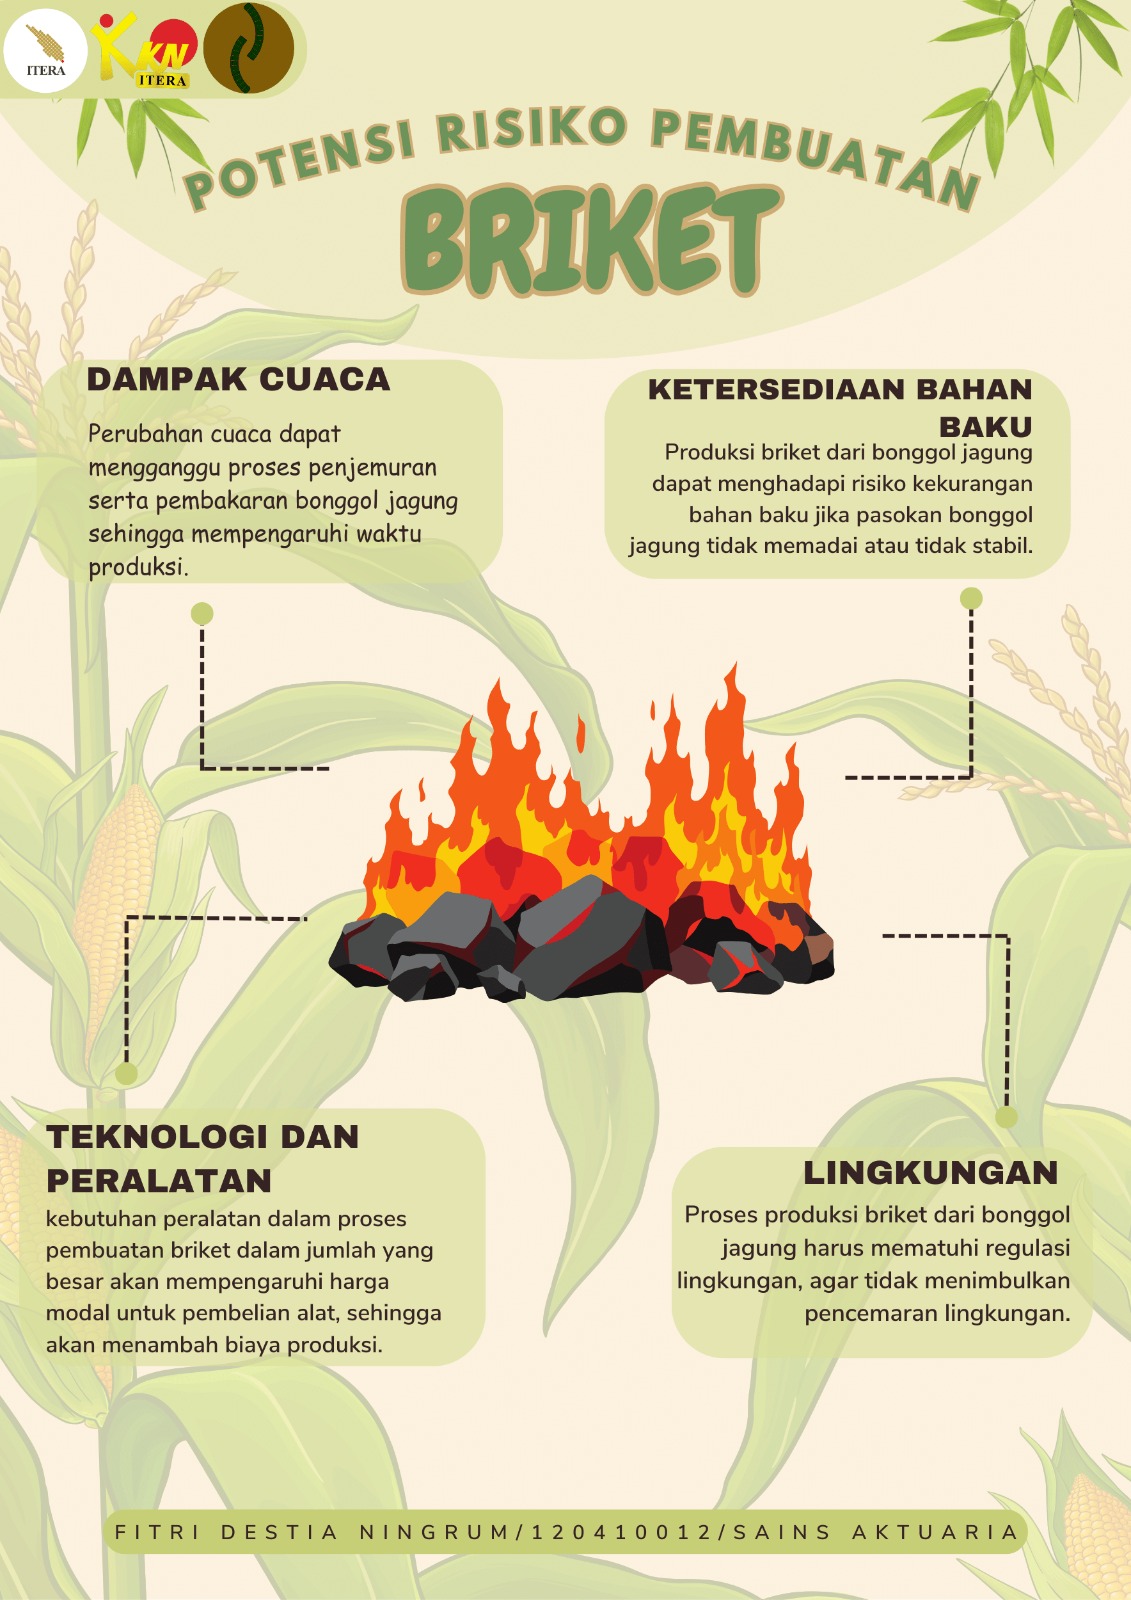 ITERA
KKN
ITERA
POTENSI RISIKO PEMBUATAN
BRIKET
DAMPAK CUACA
Perubahan cuaca dapat
mengganggu proses penjemuran
serta pembakaran bonggol jagung
sehingga mempengaruhi waktu
produksi.
KETERSEDIAAN BAHAN
BAKU
Produksi briket dari bonggol jagung
dapat menghadapi risiko kekurangan
bahan baku jika pasokan bonggol
jagung tidak memadai atau tidak stabil.
TEKNOLOGI DAN
PERALATAN
kebutuhan peralatan dalam proses
pembuatan briket dalam jumlah yang
besar akan mempengaruhi harga
modal untuk pembelian alat, sehingga
akan menambah biaya produksi.
LINGKUNGAN
Proses produksi briket dari bonggol
jagung harus mematuhi regulasi
lingkungan, agar tidak menimbulkan
pencemaran lingkungan.
FITRI DESTIA NINGRUM/120410012/SAINS AKTUARIA